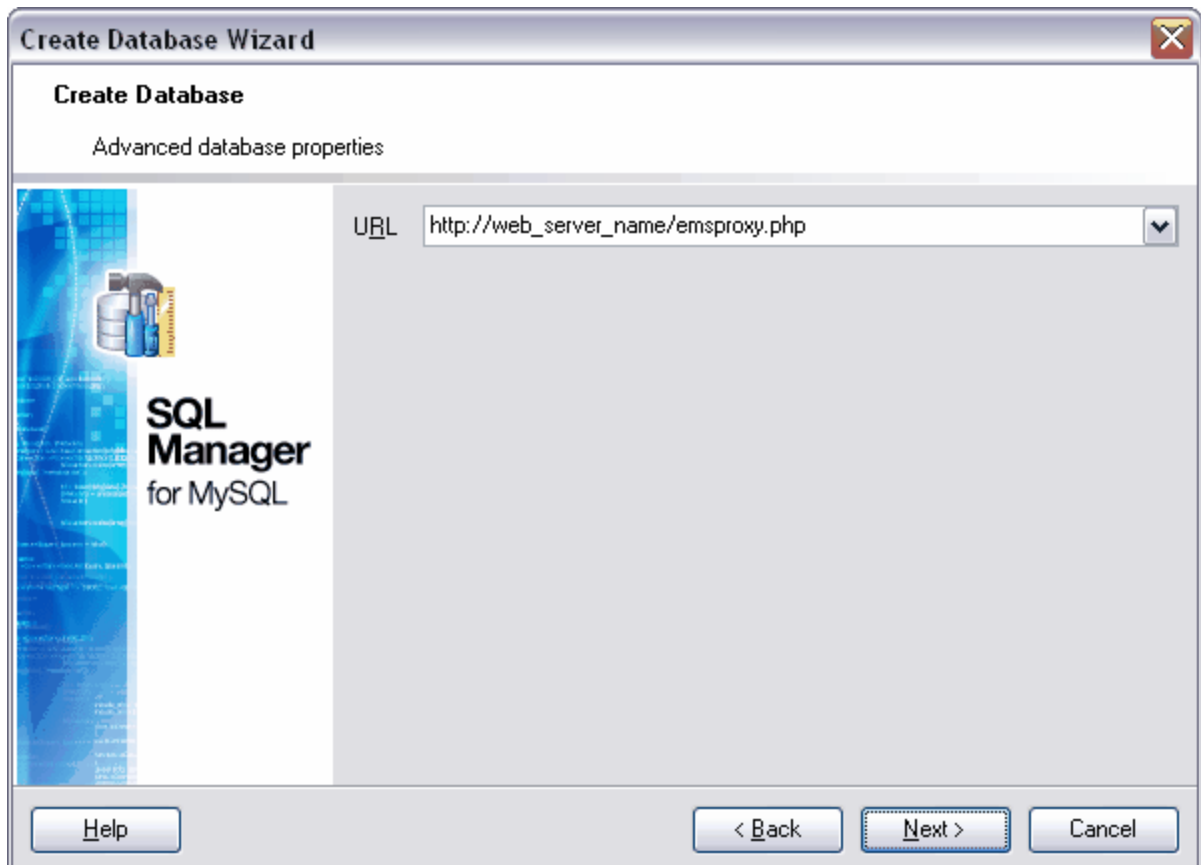 Create Database Wizard
Create Database
Advanced database properties
URL http://web_server_name/emsproxy.php
SQL
Manager
for MySQL
Help < Back Next > Cancel